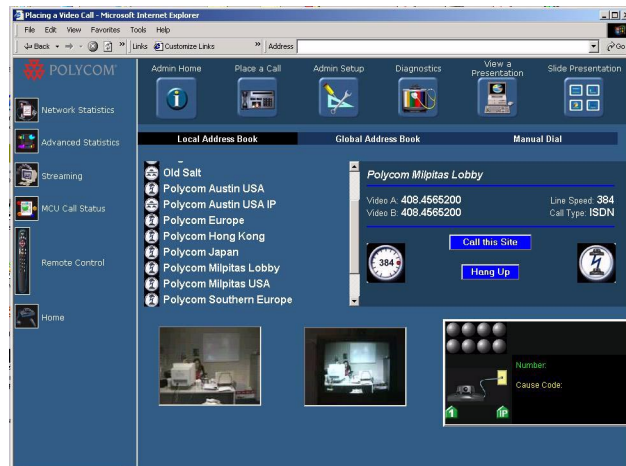 Placing a Video Call - Microsoft Internet Explorer
File Edit View Favorites Tools Help
Back Links Customize Links Address Go
POLYCOM
Admin Home Place a Call Admin Setup Diagnostics View a Presentation Slide Presentation
Network Statistics
Advanced Statistics
Streaming
MCU Call Status
Remote Control
Home
Local Address Book Global Address Book Manual Dial
Old Salt
Polycom Austin USA
Polycom Austin USA IP
Polycom Europe
Polycom Hong Kong
Polycom Japan
Polycom Milpitas Lobby
Polycom Milpitas USA
Polycom Southern Europe
Polycom Milpitas Lobby
Video A: 408.4565200 Line Speed: 384
Video B: 408.4565200 Call Type: ISDN
384
Call this Site
Hang Up
Number:
Cause Code:
1 IP